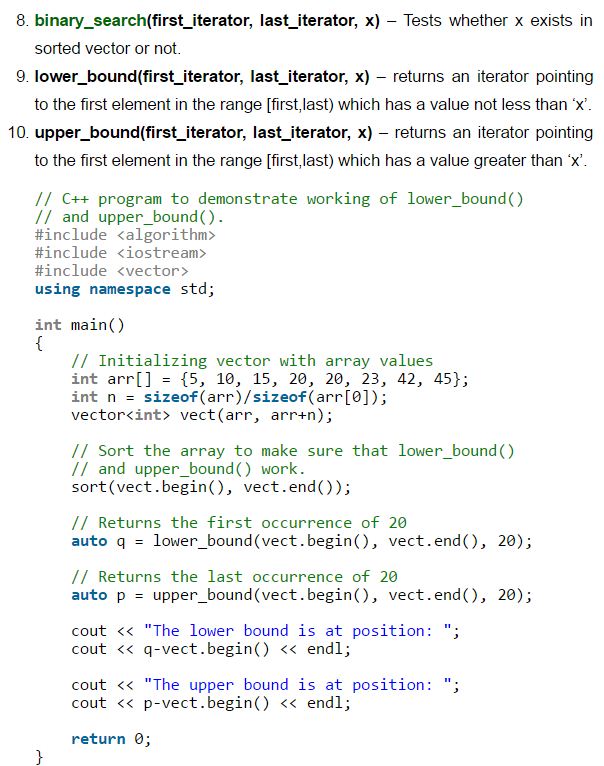 8. binary_search(first_iterator, last_iterator, x) – Tests whether x exists in
sorted vector or not.
9. lower_bound(first_iterator, last_iterator, x) – returns an iterator pointing
to the first element in the range [first,last) which has a value not less than ‘x’.
10. upper_bound(first_iterator, last_iterator, x) – returns an iterator pointing
to the first element in the range [first,last) which has a value greater than ‘x’.
// C++ program to demonstrate working of lower_bound()
// and upper_bound().
#include <algorithm>
#include <iostream>
#include <vector>
using namespace std;
int main()
{
    // Initializing vector with array values
    int arr[] = {5, 10, 15, 20, 20, 23, 42, 45};
    int n = sizeof(arr)/sizeof(arr[0]);
    vector<int> vect(arr, arr+n);
    // Sort the array to make sure that lower_bound()
    // and upper_bound() work.
    sort(vect.begin(), vect.end());
    // Returns the first occurrence of 20
    auto q = lower_bound(vect.begin(), vect.end(), 20);
    // Returns the last occurrence of 20
    auto p = upper_bound(vect.begin(), vect.end(), 20);
    cout << "The lower bound is at position: ";
    cout << q-vect.begin() << endl;
    cout << "The upper bound is at position: ";
    cout << p-vect.begin() << endl;
    return 0;
}